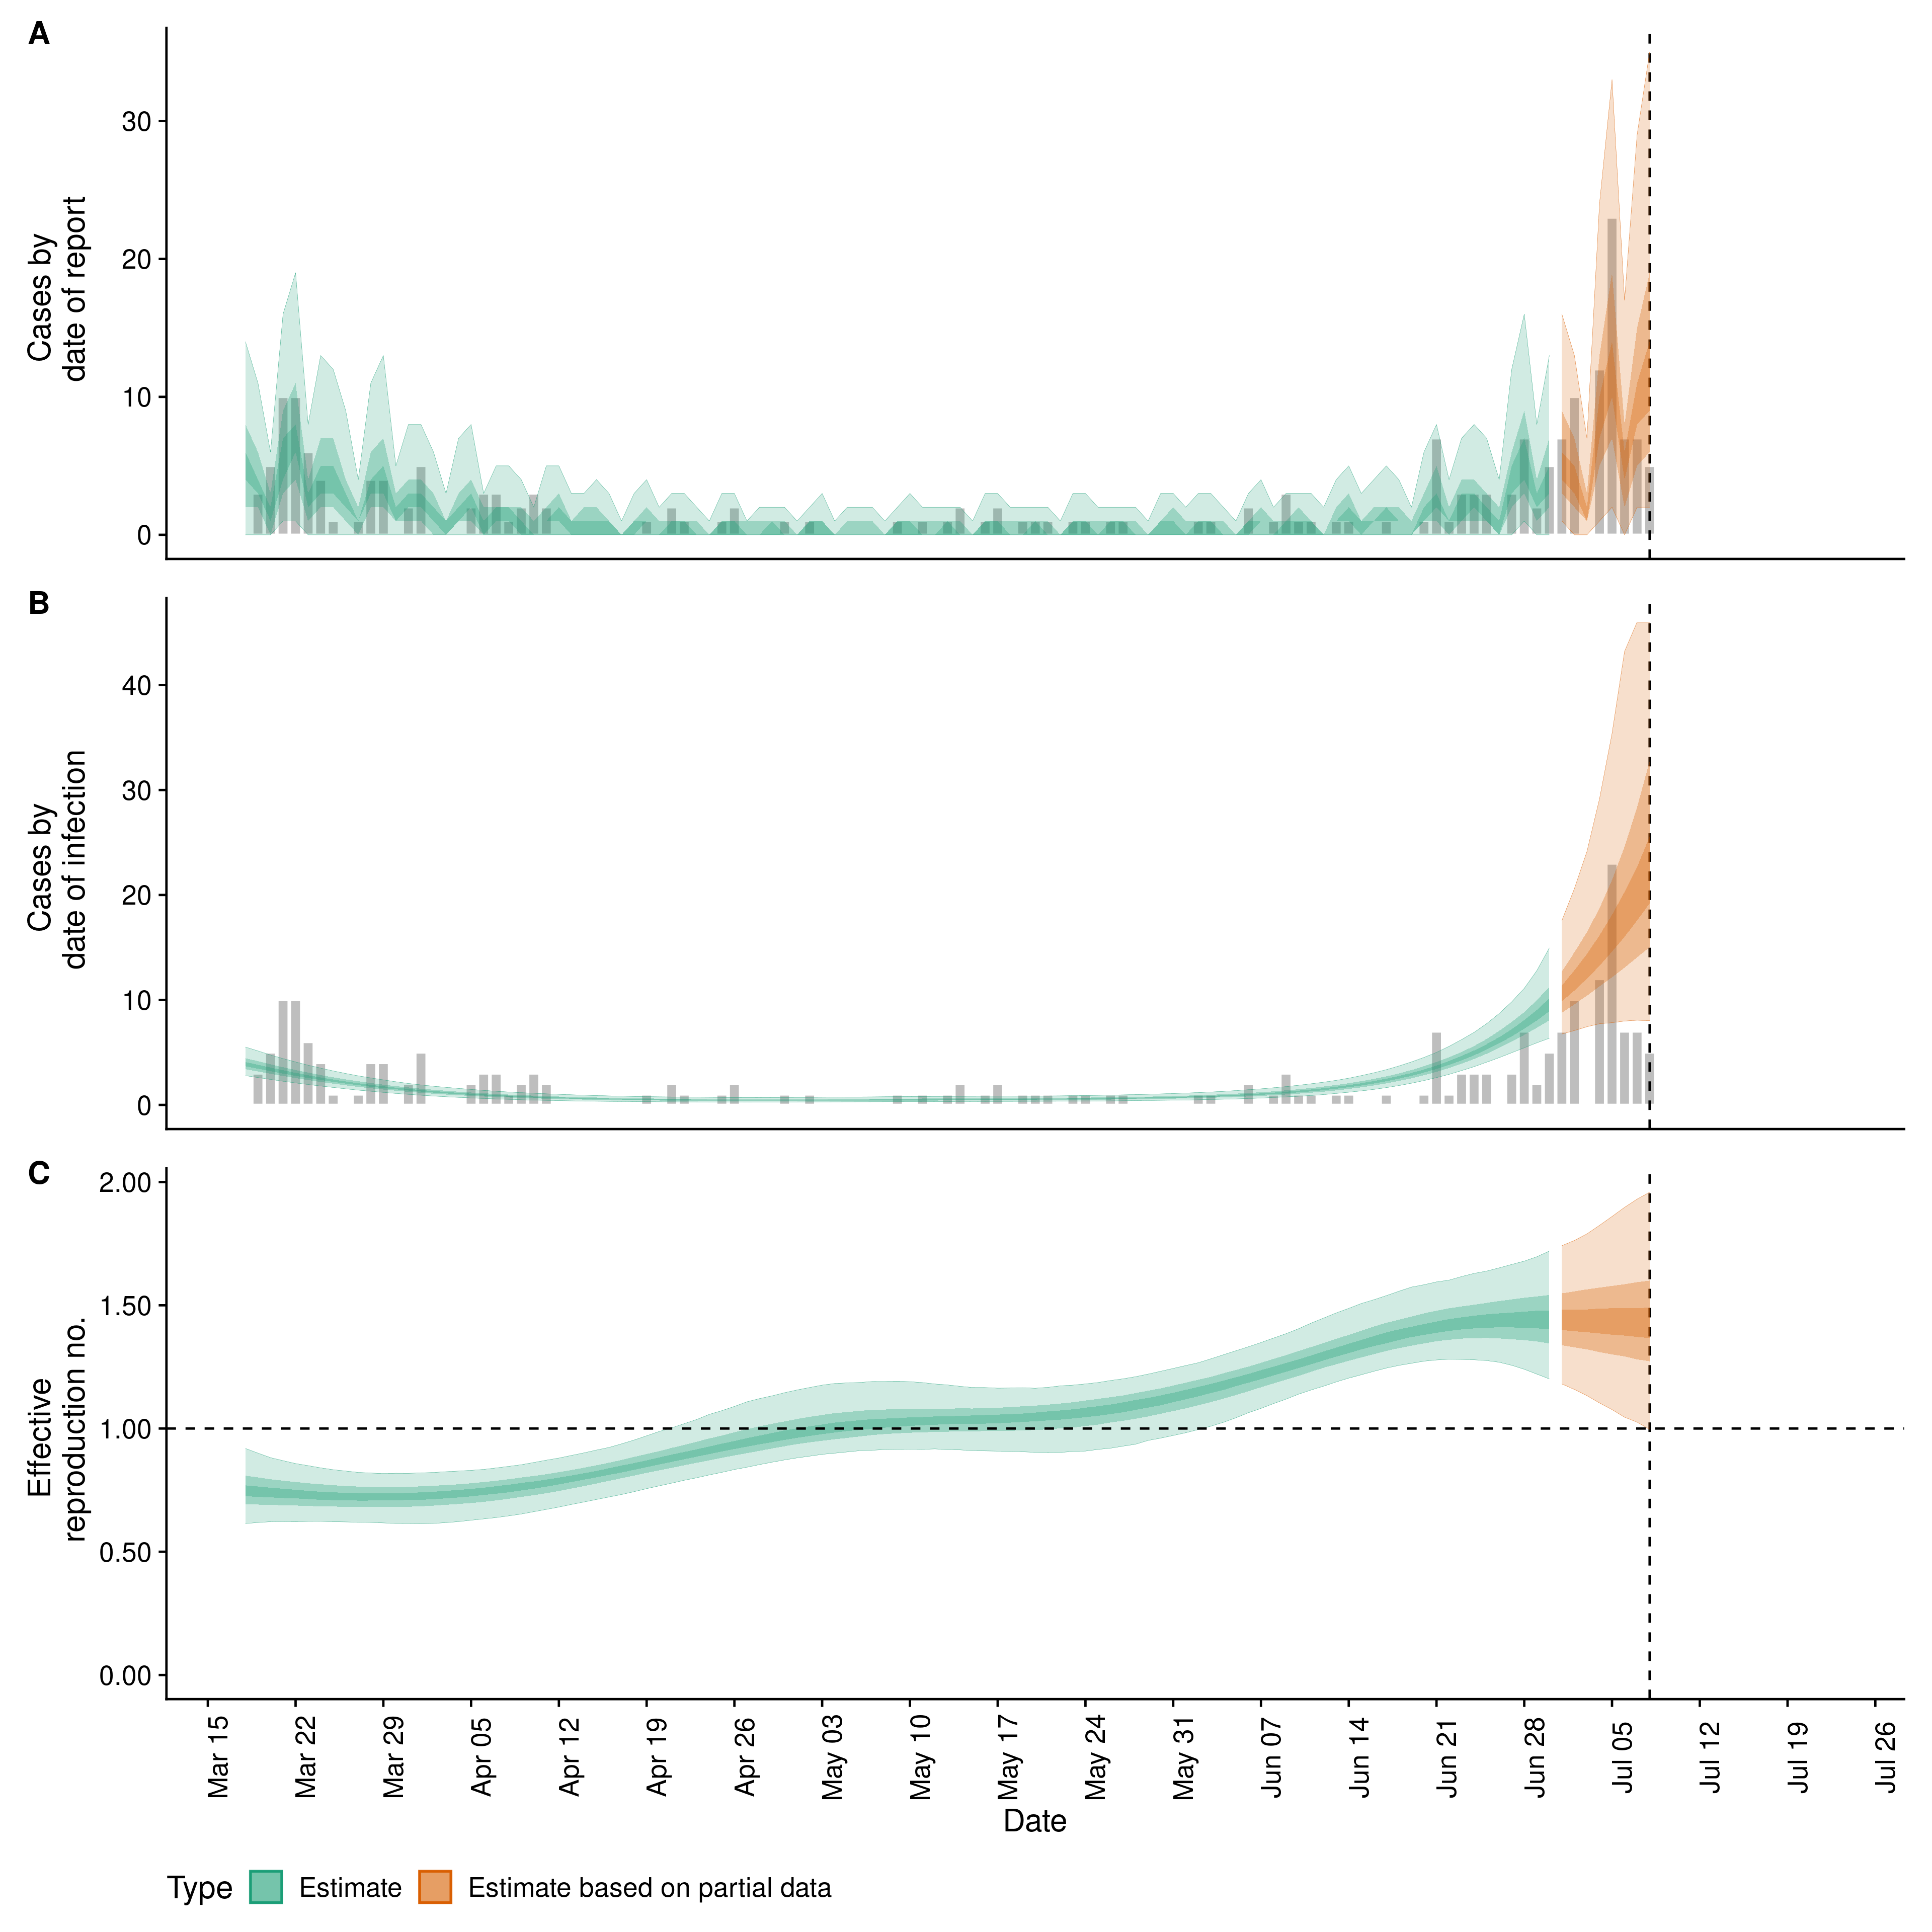 A
Cases by
date of report
30
20
10
0
B
Cases by
date of infection
40
30
20
10
0
C
Effective
reproduction no.
2.00
1.50
1.00
0.50
0.00
Mar 15
Mar 22
Mar 29
Apr 05
Apr 12
Apr 19
Apr 26
May 03
May 10
May 17
May 24
May 31
Jun 07
Jun 14
Jun 21
Jun 28
Jul 05
Jul 12
Jul 19
Jul 26
Date
Type Estimate Estimate based on partial data